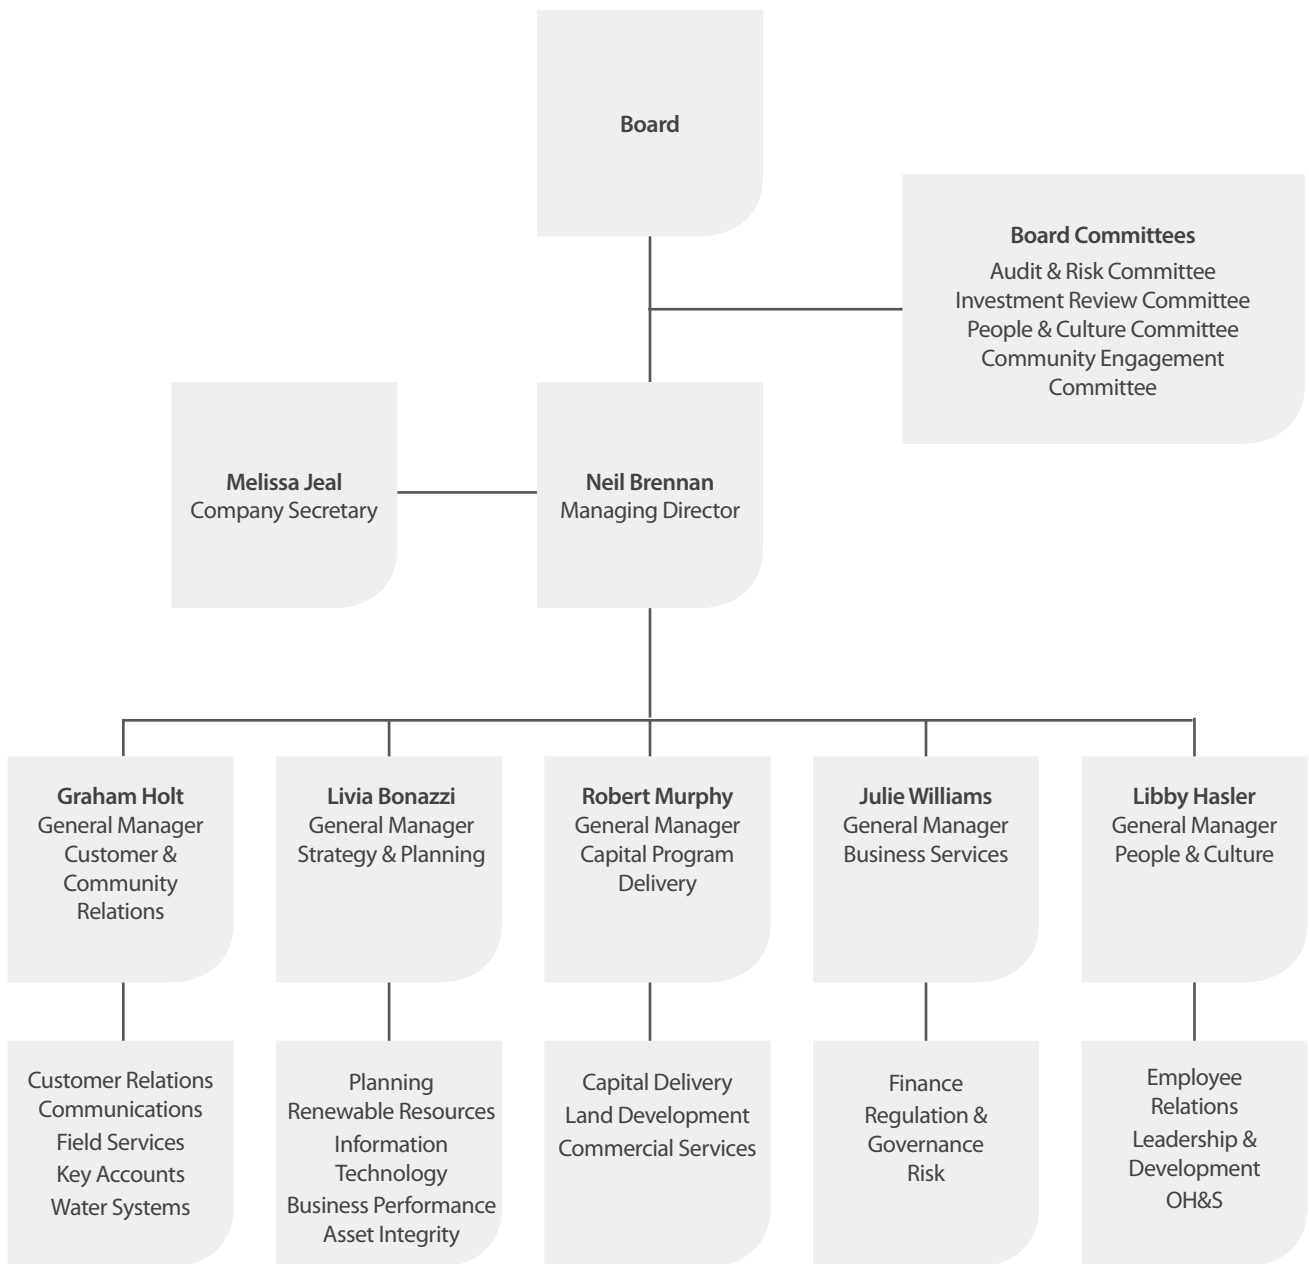 Board
Board Committees
Audit & Risk Committee
Investment Review Committee
People & Culture Committee
Community Engagement
Committee
Melissa Jeal
Company Secretary
Neil Brennan
Managing Director
Graham Holt
General Manager
Customer &
Community
Relations
Livia Bonazzi
General Manager
Strategy & Planning
Robert Murphy
General Manager
Capital Program
Delivery
Julie Williams
General Manager
Business Services
Libby Hasler
General Manager
People & Culture
Customer Relations
Communications
Field Services
Key Accounts
Water Systems
Planning
Renewable Resources
Information
Technology
Business Performance
Asset Integrity
Capital Delivery
Land Development
Commercial Services
Finance
Regulation &
Governance
Risk
Employee
Relations
Leadership &
Development
OH&S